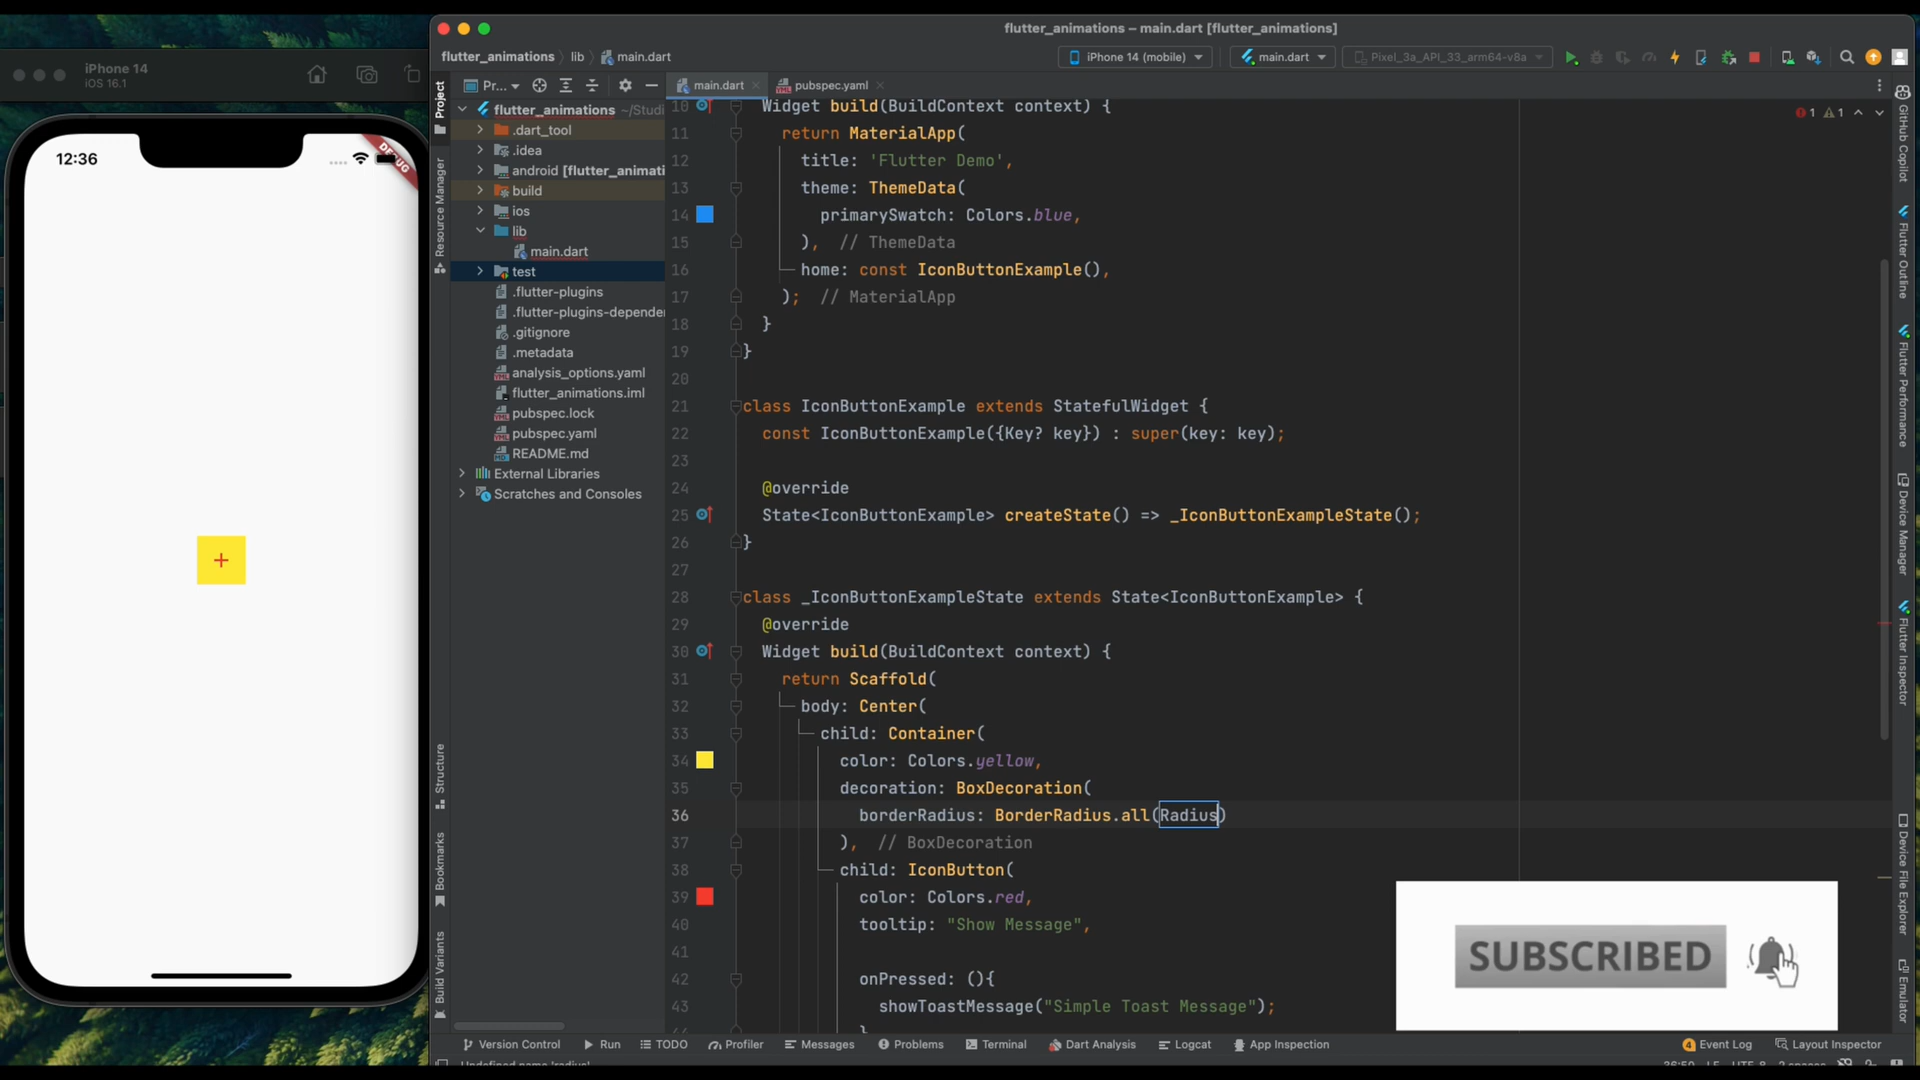 flutter_animations – main.dart [flutter_animations]
iPhone 14
iOS 16.1
12:36
DEBUG
flutter_animations
lib
main.dart
iPhone 14 (mobile)
main.dart
Pixel_3a_API_33_arm64-v8a
Project
Resource Manager
Structure
Bookmarks
Build Variants
Pr...
flutter_animations ~/Studi
.dart_tool
.idea
android [flutter_animati
build
ios
lib
main.dart
test
.flutter-plugins
.flutter-plugins-depende
.gitignore
.metadata
analysis_options.yaml
flutter_animations.iml
pubspec.lock
pubspec.yaml
README.md
External Libraries
Scratches and Consoles
main.dart
pubspec.yaml
1 1
10 Widget build(BuildContext context) {
11 return MaterialApp(
12 title: 'Flutter Demo',
13 theme: ThemeData(
14 primarySwatch: Colors.blue,
15 ), // ThemeData
16 home: const IconButtonExample(),
17 ); // MaterialApp
18 }
19 }
20
21 class IconButtonExample extends StatefulWidget {
22 const IconButtonExample({Key? key}) : super(key: key);
23
24 @override
25 State<IconButtonExample> createState() => _IconButtonExampleState();
26 }
27
28 class _IconButtonExampleState extends State<IconButtonExample> {
29 @override
30 Widget build(BuildContext context) {
31 return Scaffold(
32 body: Center(
33 child: Container(
34 color: Colors.yellow,
35 decoration: BoxDecoration(
36 borderRadius: BorderRadius.all(Radius)
37 ), // BoxDecoration
38 child: IconButton(
39 color: Colors.red,
40 tooltip: "Show Message",
41
42 onPressed: (){
43 showToastMessage("Simple Toast Message");
}
SUBSCRIBED
GitHub Copilot
Flutter Outline
Flutter Performance
Device Manager
Flutter Inspector
Device File Explorer
Emulator
Version Control
Run
TODO
Profiler
Messages
Problems
Terminal
Dart Analysis
Logcat
App Inspection
4 Event Log
Layout Inspector